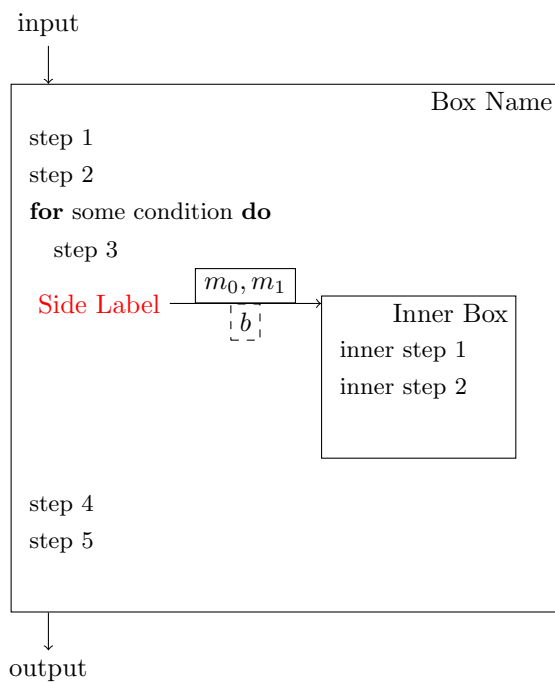 input
Box Name
step 1
step 2
for some condition do
step 3
m₀, m₁
Side Label
b
Inner Box
inner step 1
inner step 2
step 4
step 5
output